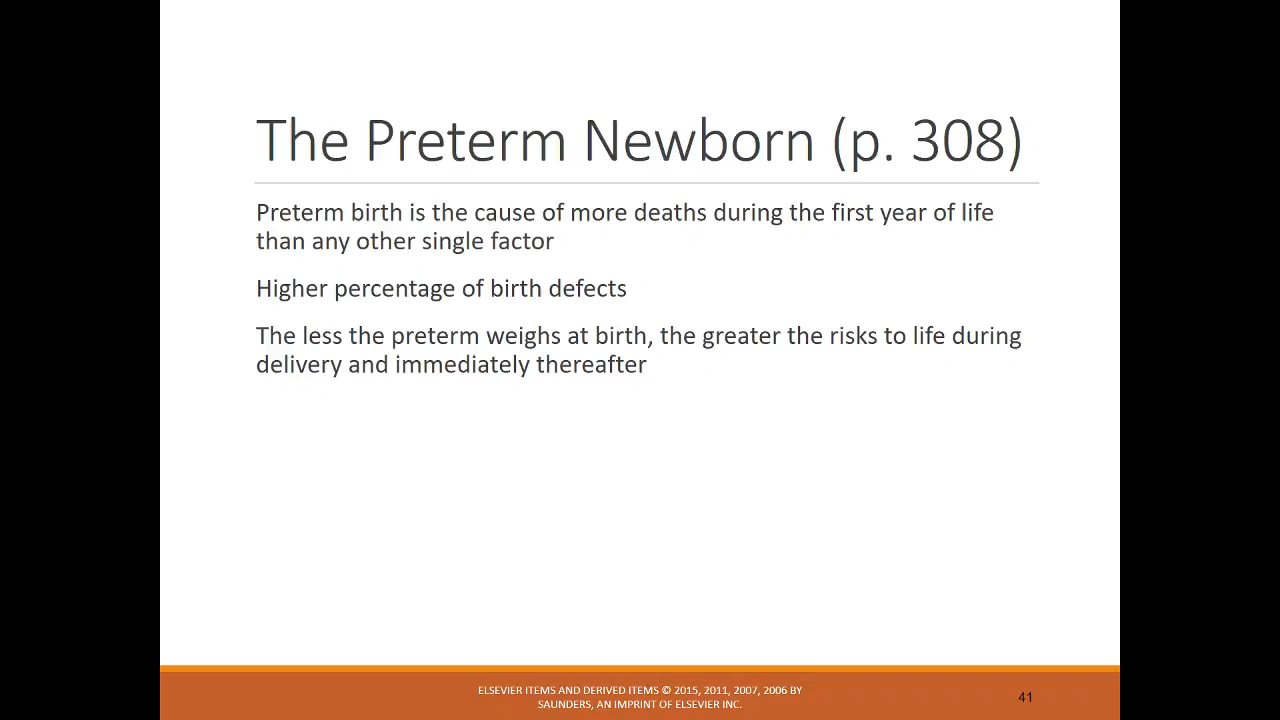 The Preterm Newborn (p. 308)
Preterm birth is the cause of more deaths during the first year of life
than any other single factor
Higher percentage of birth defects
The less the preterm weighs at birth, the greater the risks to life during
delivery and immediately thereafter
ELSEVIER ITEMS AND DERIVED ITEMS © 2015, 2011, 2007, 2006 BY
SAUNDERS, AN IMPRINT OF ELSEVIER INC.
41